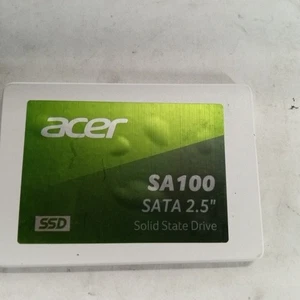 acer
SA100
SATA 2.5"
SSD
Solid State Drive